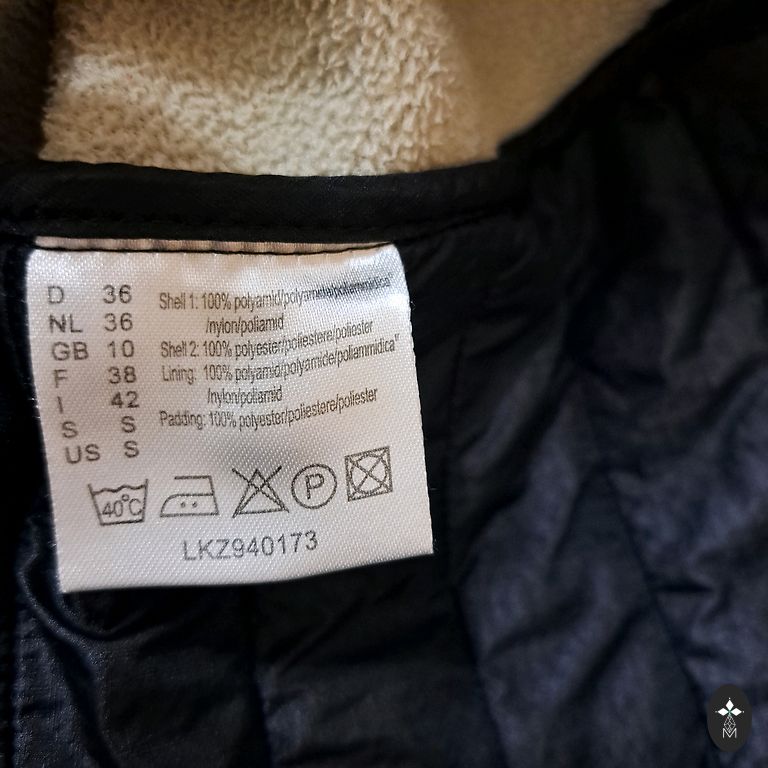 D 36
NL 36
GB 10
F 38
I 42
S S
US S
Shell 1: 100% polyamid/polyamide/poliammidica"
/nylon/poliamid
Shell 2: 100% polyester/poliestere/poliester
Lining: 100% polyamid/polyamide/poliammidica"
/nylon/poliamid
Padding: 100% polyester/poliestere/poliester
40°C
P
LKZ940173
M